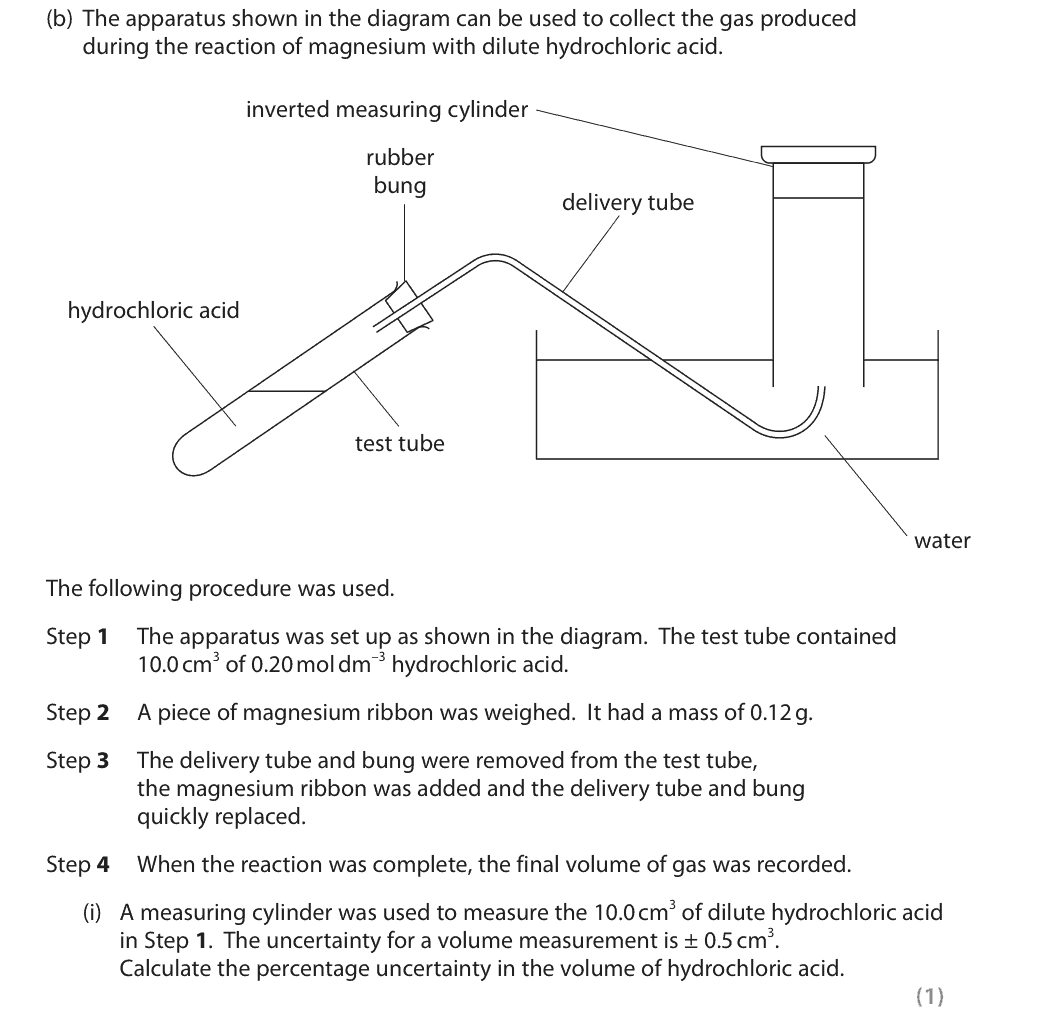 (b) The apparatus shown in the diagram can be used to collect the gas produced
during the reaction of magnesium with dilute hydrochloric acid.
inverted measuring cylinder
rubber
bung
delivery tube
hydrochloric acid
test tube
water
The following procedure was used.
Step 1 The apparatus was set up as shown in the diagram. The test tube contained
10.0 cm³ of 0.20 mol dm⁻³ hydrochloric acid.
Step 2 A piece of magnesium ribbon was weighed. It had a mass of 0.12 g.
Step 3 The delivery tube and bung were removed from the test tube,
the magnesium ribbon was added and the delivery tube and bung
quickly replaced.
Step 4 When the reaction was complete, the final volume of gas was recorded.
(i) A measuring cylinder was used to measure the 10.0 cm³ of dilute hydrochloric acid
in Step 1. The uncertainty for a volume measurement is ± 0.5 cm³.
Calculate the percentage uncertainty in the volume of hydrochloric acid.
(1)